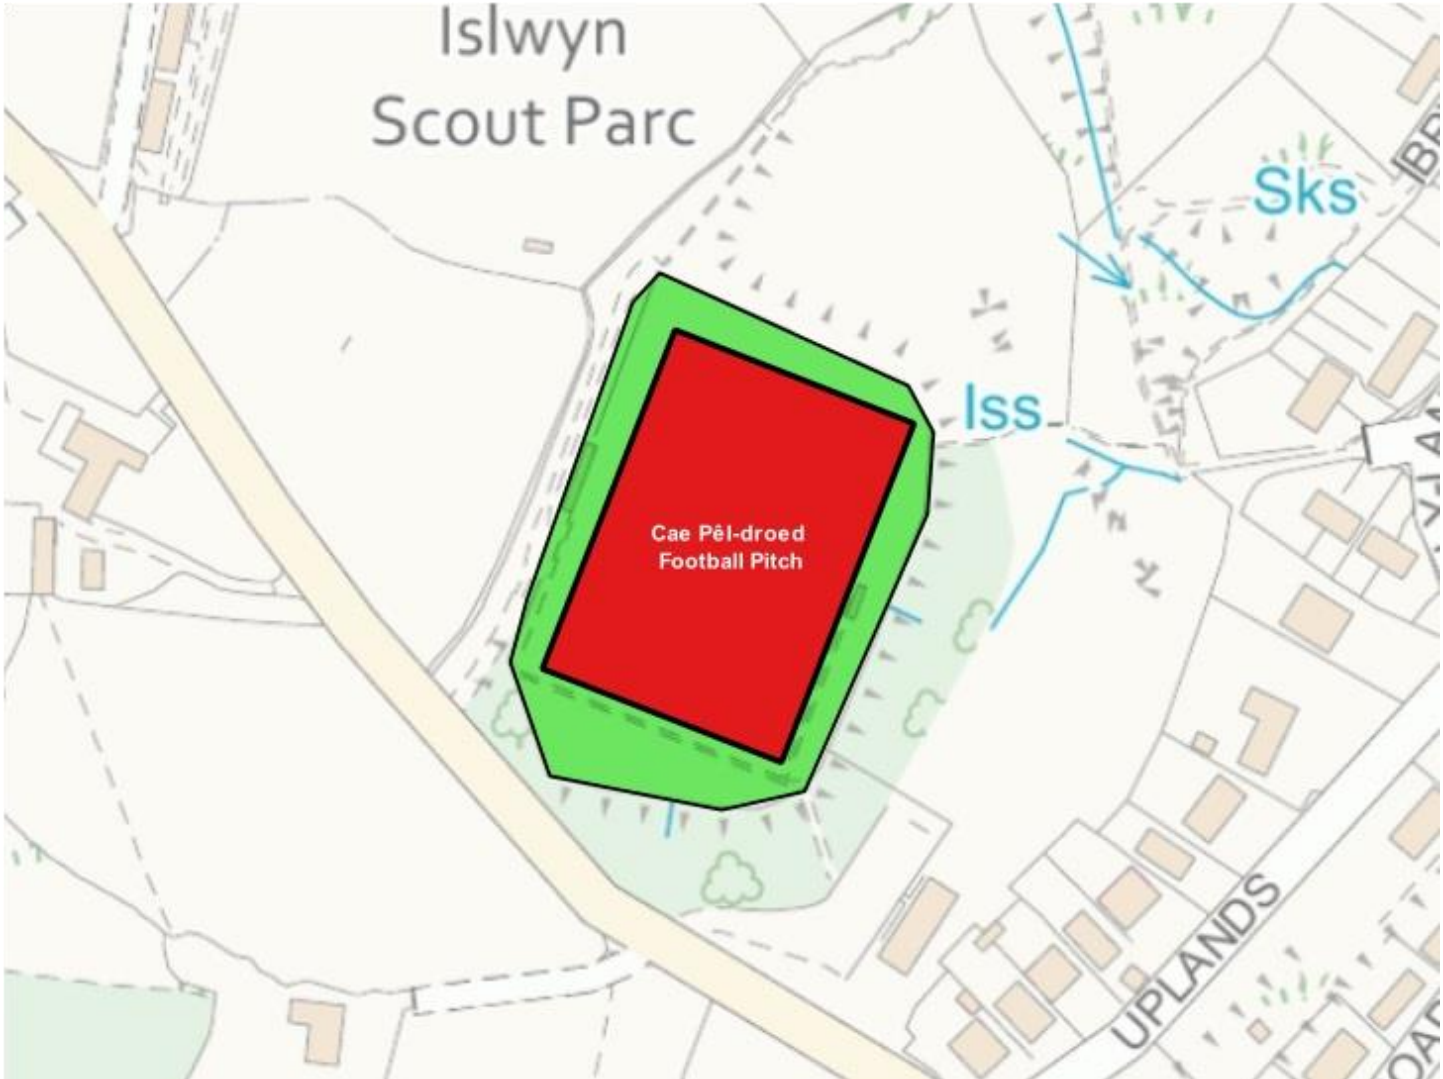 Islwyn
Scout Parc
Sks
Iss
Cae Pêl-droed
Football Pitch
UPLANDS